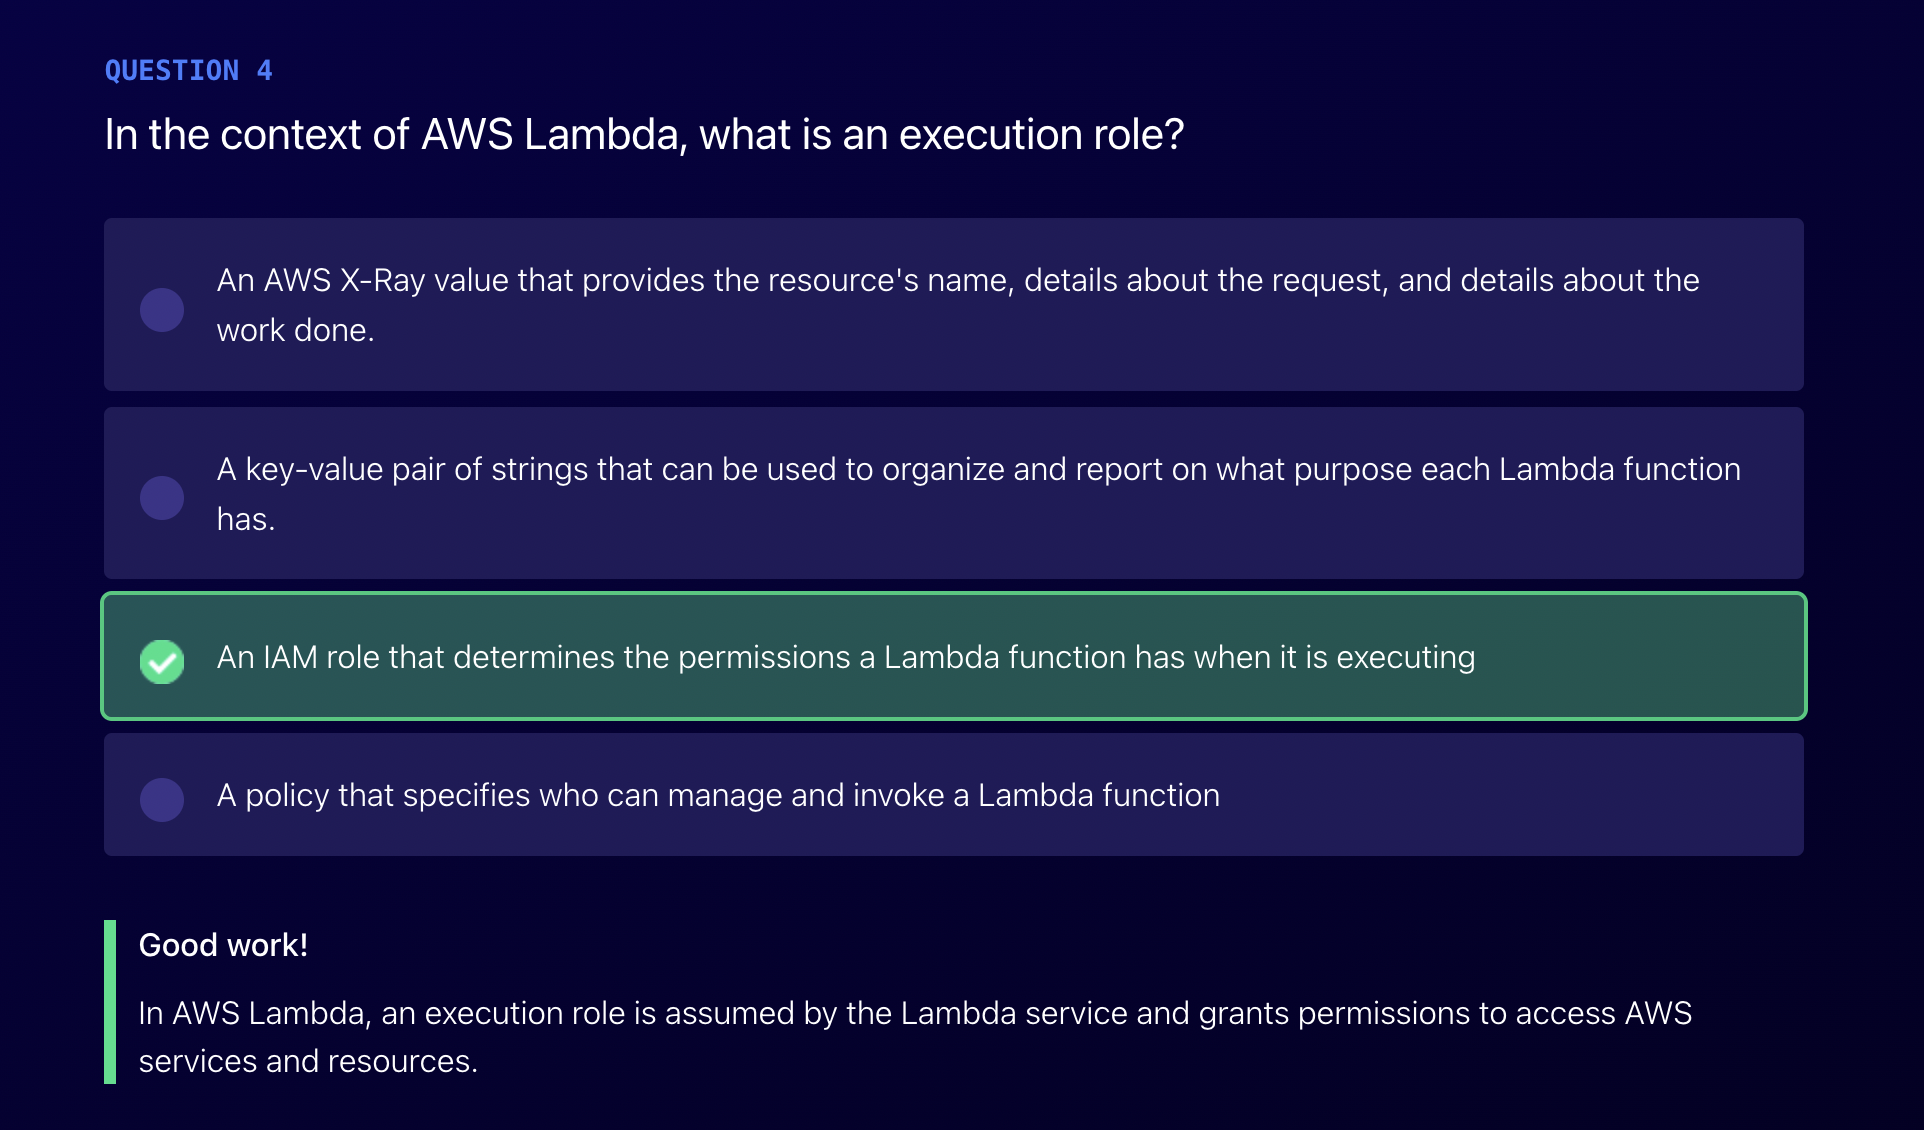 QUESTION 4
In the context of AWS Lambda, what is an execution role?
An AWS X-Ray value that provides the resource's name, details about the request, and details about the
work done.
A key-value pair of strings that can be used to organize and report on what purpose each Lambda function
has.
An IAM role that determines the permissions a Lambda function has when it is executing
A policy that specifies who can manage and invoke a Lambda function
Good work!
In AWS Lambda, an execution role is assumed by the Lambda service and grants permissions to access AWS
services and resources.